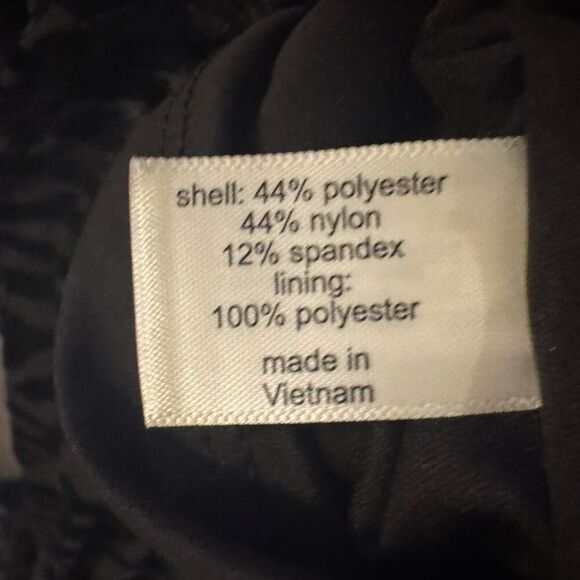 shell: 44% polyester
44% nylon
12% spandex
lining:
100% polyester
made in
Vietnam